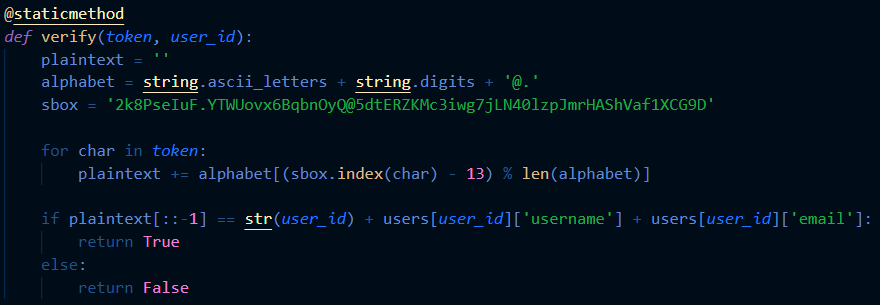 @staticmethod
def verify(token, user_id):
    plaintext = ''
    alphabet = string.ascii_letters + string.digits + '@.'
    sbox = '2k8PseIuF.YTWUovx6BqbnOyQ@5dtERZKMc3iwg7jLN40lzpJmrHAShVaf1XCG9D'

    for char in token:
        plaintext += alphabet[(sbox.index(char) - 13) % len(alphabet)]

    if plaintext[::-1] == str(user_id) + users[user_id]['username'] + users[user_id]['email']:
        return True
    else:
        return False